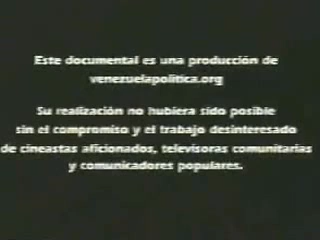 Este documental es una producción de
venezuelapolitica.org
Su realización no hubiera sido posible
sin el compromiso y el trabajo desinteresado
de cineastas aficionados, televisoras comunitarias
y comunicadores populares.